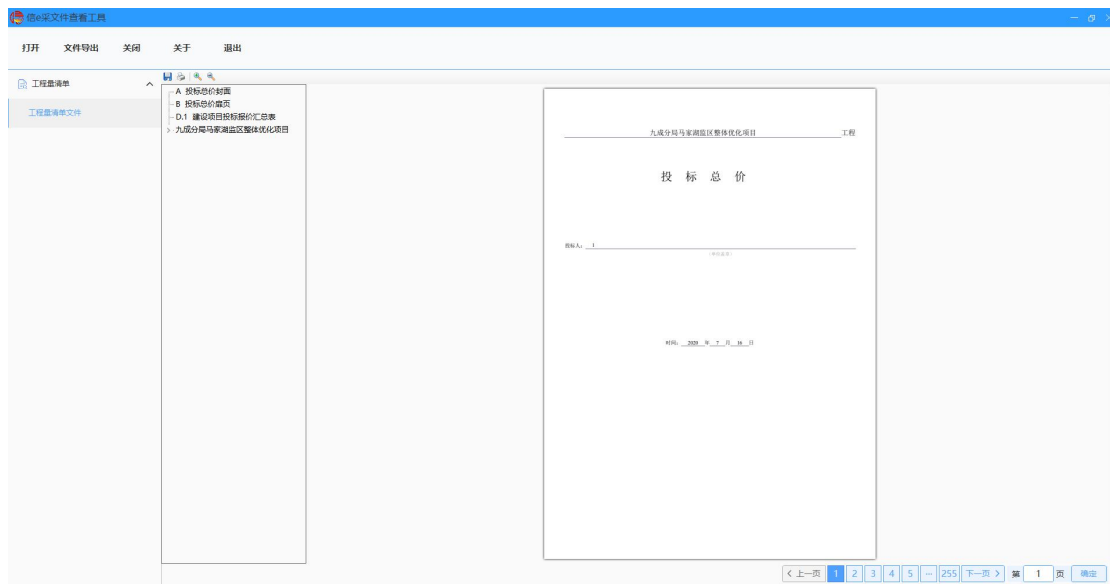 信e采文件查看工具
打开 文件导出 关闭 关于 退出
工程量清单
工程量清单文件
A 投标总价封面
B 投标总价扉页
D.1 建设项目投标报价汇总表
九成分局马家湖监区整体优化项目
九成分局马家湖监区整体优化项目 工程
投 标 总 价
投标人: 1
(单位盖章)
时间: 2020 年 7 月 16 日
上一页 1 2 3 4 5 ... 255 下一页 第 1 页 确定